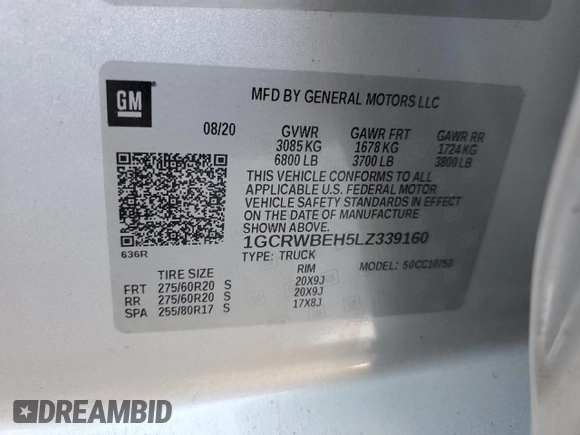 GM
MFD BY GENERAL MOTORS LLC
08/20 GVWR GAWR FRT GAWR RR
3085 KG 1678 KG 1724 KG
6800 LB 3700 LB 3800 LB
THIS VEHICLE CONFORMS TO ALL
APPLICABLE U.S. FEDERAL MOTOR
VEHICLE SAFETY STANDARDS IN EFFECT
ON THE DATE OF MANUFACTURE
SHOWN ABOVE.
1GCRWBEH5LZ339160
636R
TYPE: TRUCK MODEL:
TIRE SIZE RIM
FRT 275/60R20 S 20X9J
RR 275/60R20 S 20X9J
SPA 255/80R17 S 17X8J
DREAMBID